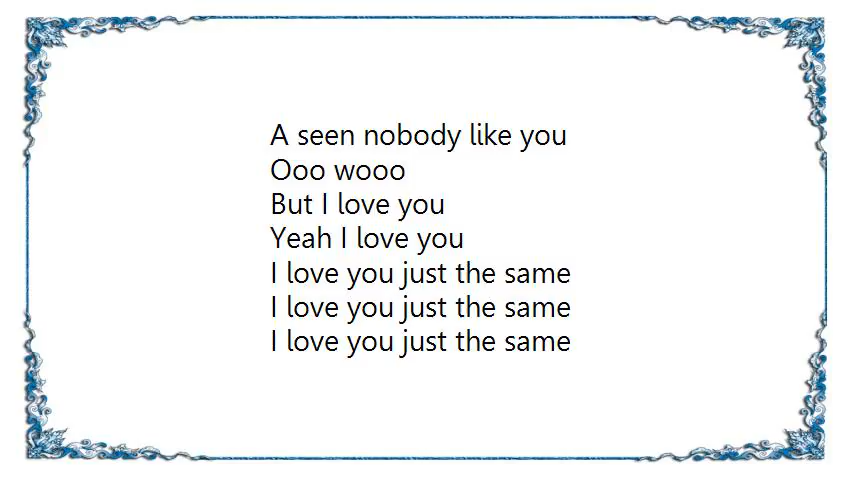 A seen nobody like you
Ooo wooo
But I love you
Yeah I love you
I love you just the same
I love you just the same
I love you just the same